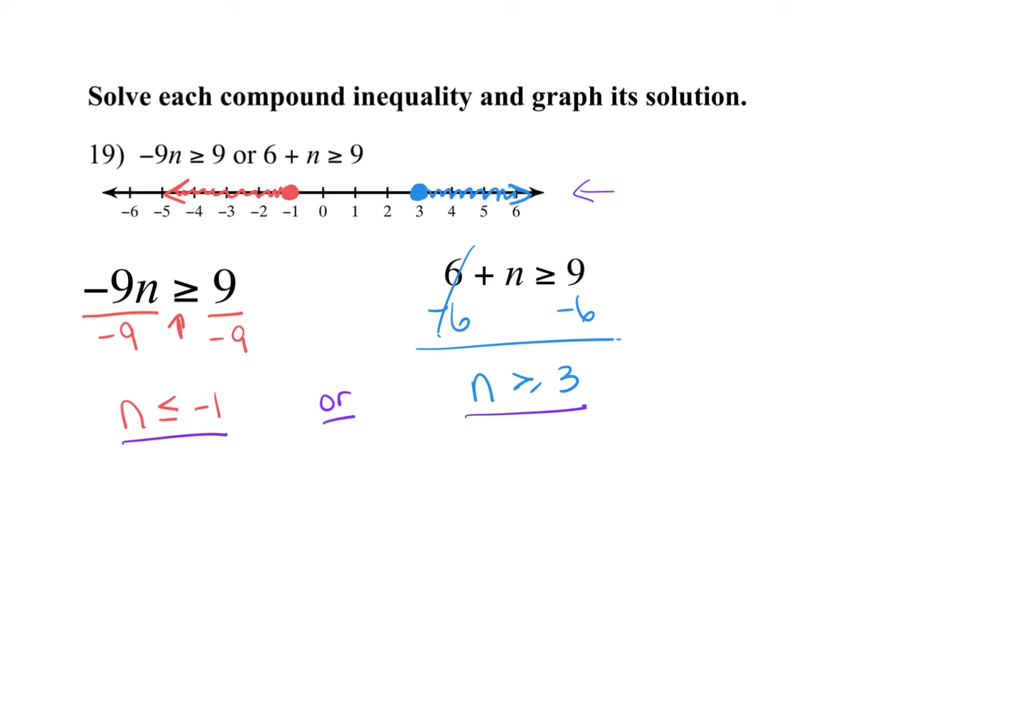 Solve each compound inequality and graph its solution.
19) −9n ≥ 9 or 6 + n ≥ 9
−6 −5 −4 −3 −2 −1 0 1 2 3 4 5 6
−9n ≥ 9
6 + n ≥ 9
−9 ↑ −9
−6 −6
n ≤ −1 or n ≥ 3